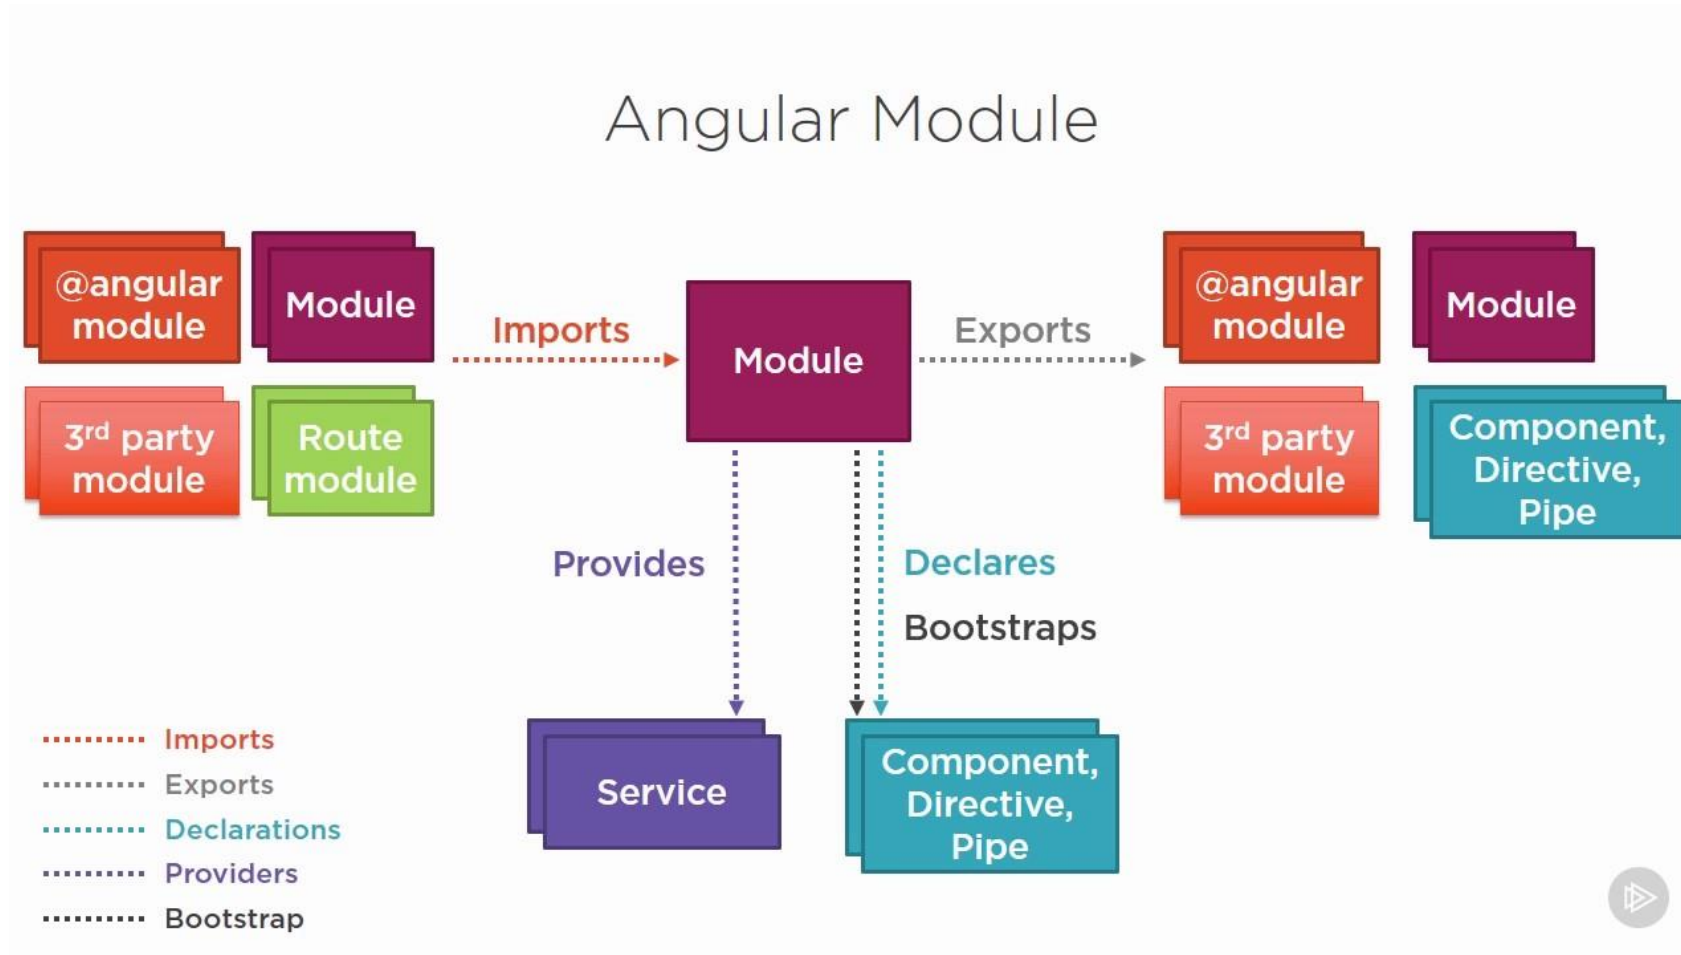 Angular Module
@angular
module
Module
3rd party
module
Route
module
Imports
Module
Exports
@angular
module
Module
3rd party
module
Component,
Directive,
Pipe
Provides
Declares
Bootstraps
Service
Component,
Directive,
Pipe
Imports
Exports
Declarations
Providers
Bootstrap